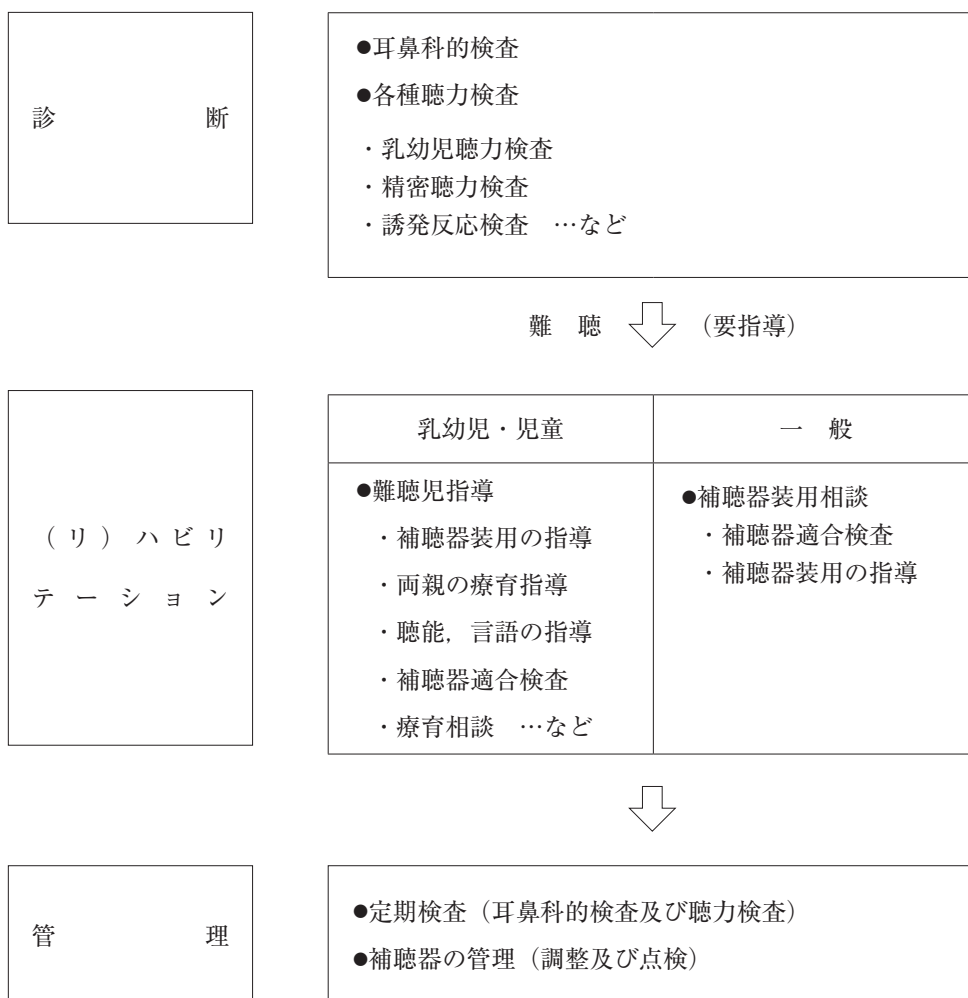 診断
●耳鼻科的検査
●各種聴力検査
・乳幼児聴力検査
・精密聴力検査
・誘発反応検査　…など
難　聴　（要指導）
（リ）ハビリ
テーション
乳幼児・児童
一　般
●難聴児指導
・補聴器装用の指導
・両親の療育指導
・聴能，言語の指導
・補聴器適合検査
・療育相談　…など
●補聴器装用相談
・補聴器適合検査
・補聴器装用の指導
管理
●定期検査（耳鼻科的検査及び聴力検査）
●補聴器の管理（調整及び点検）